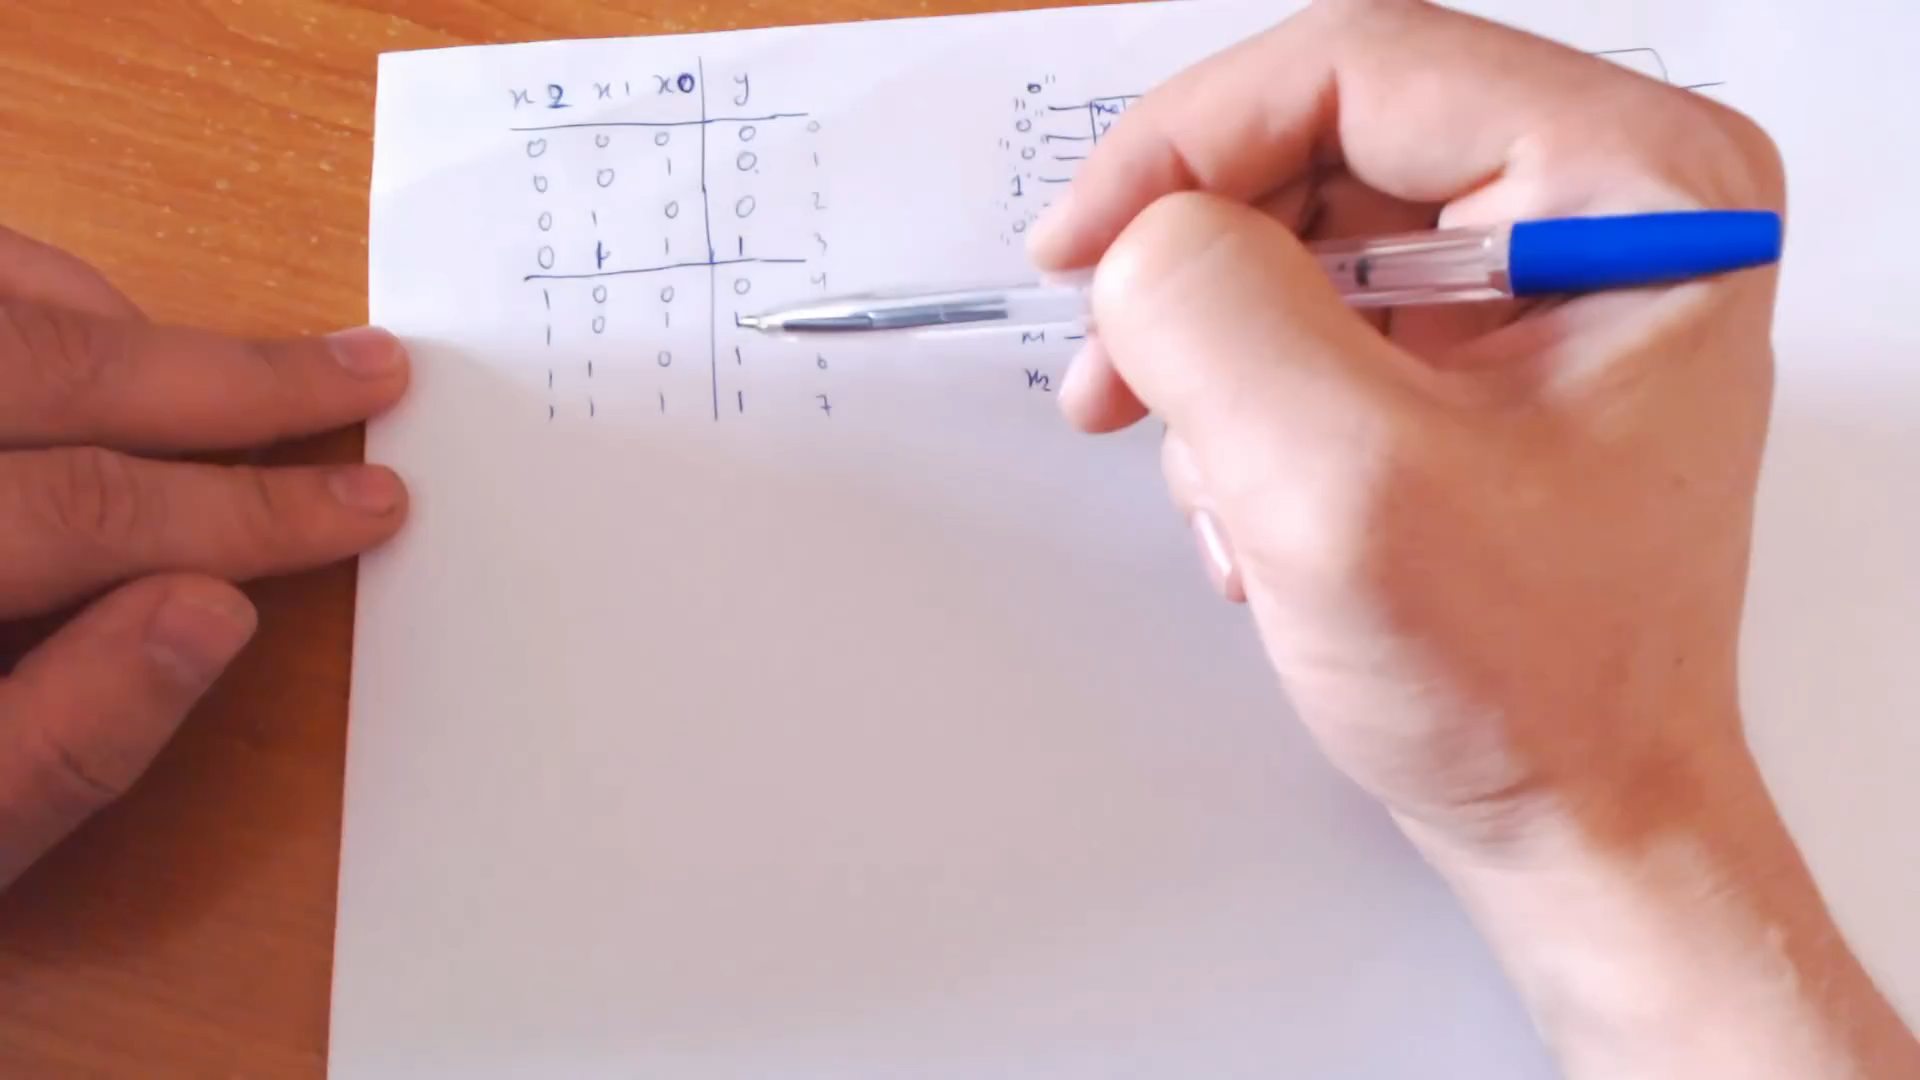 x2 x1 x0 y
0 0 0 0 0
0 0 1 0 1
0 1 0 0 2
0 1 1 1 3
1 0 0 0 4
1 0 1 1
1 1 0 1 6
1 1 1 1 7
"0"
"0"
"0"
1
"0"
x2